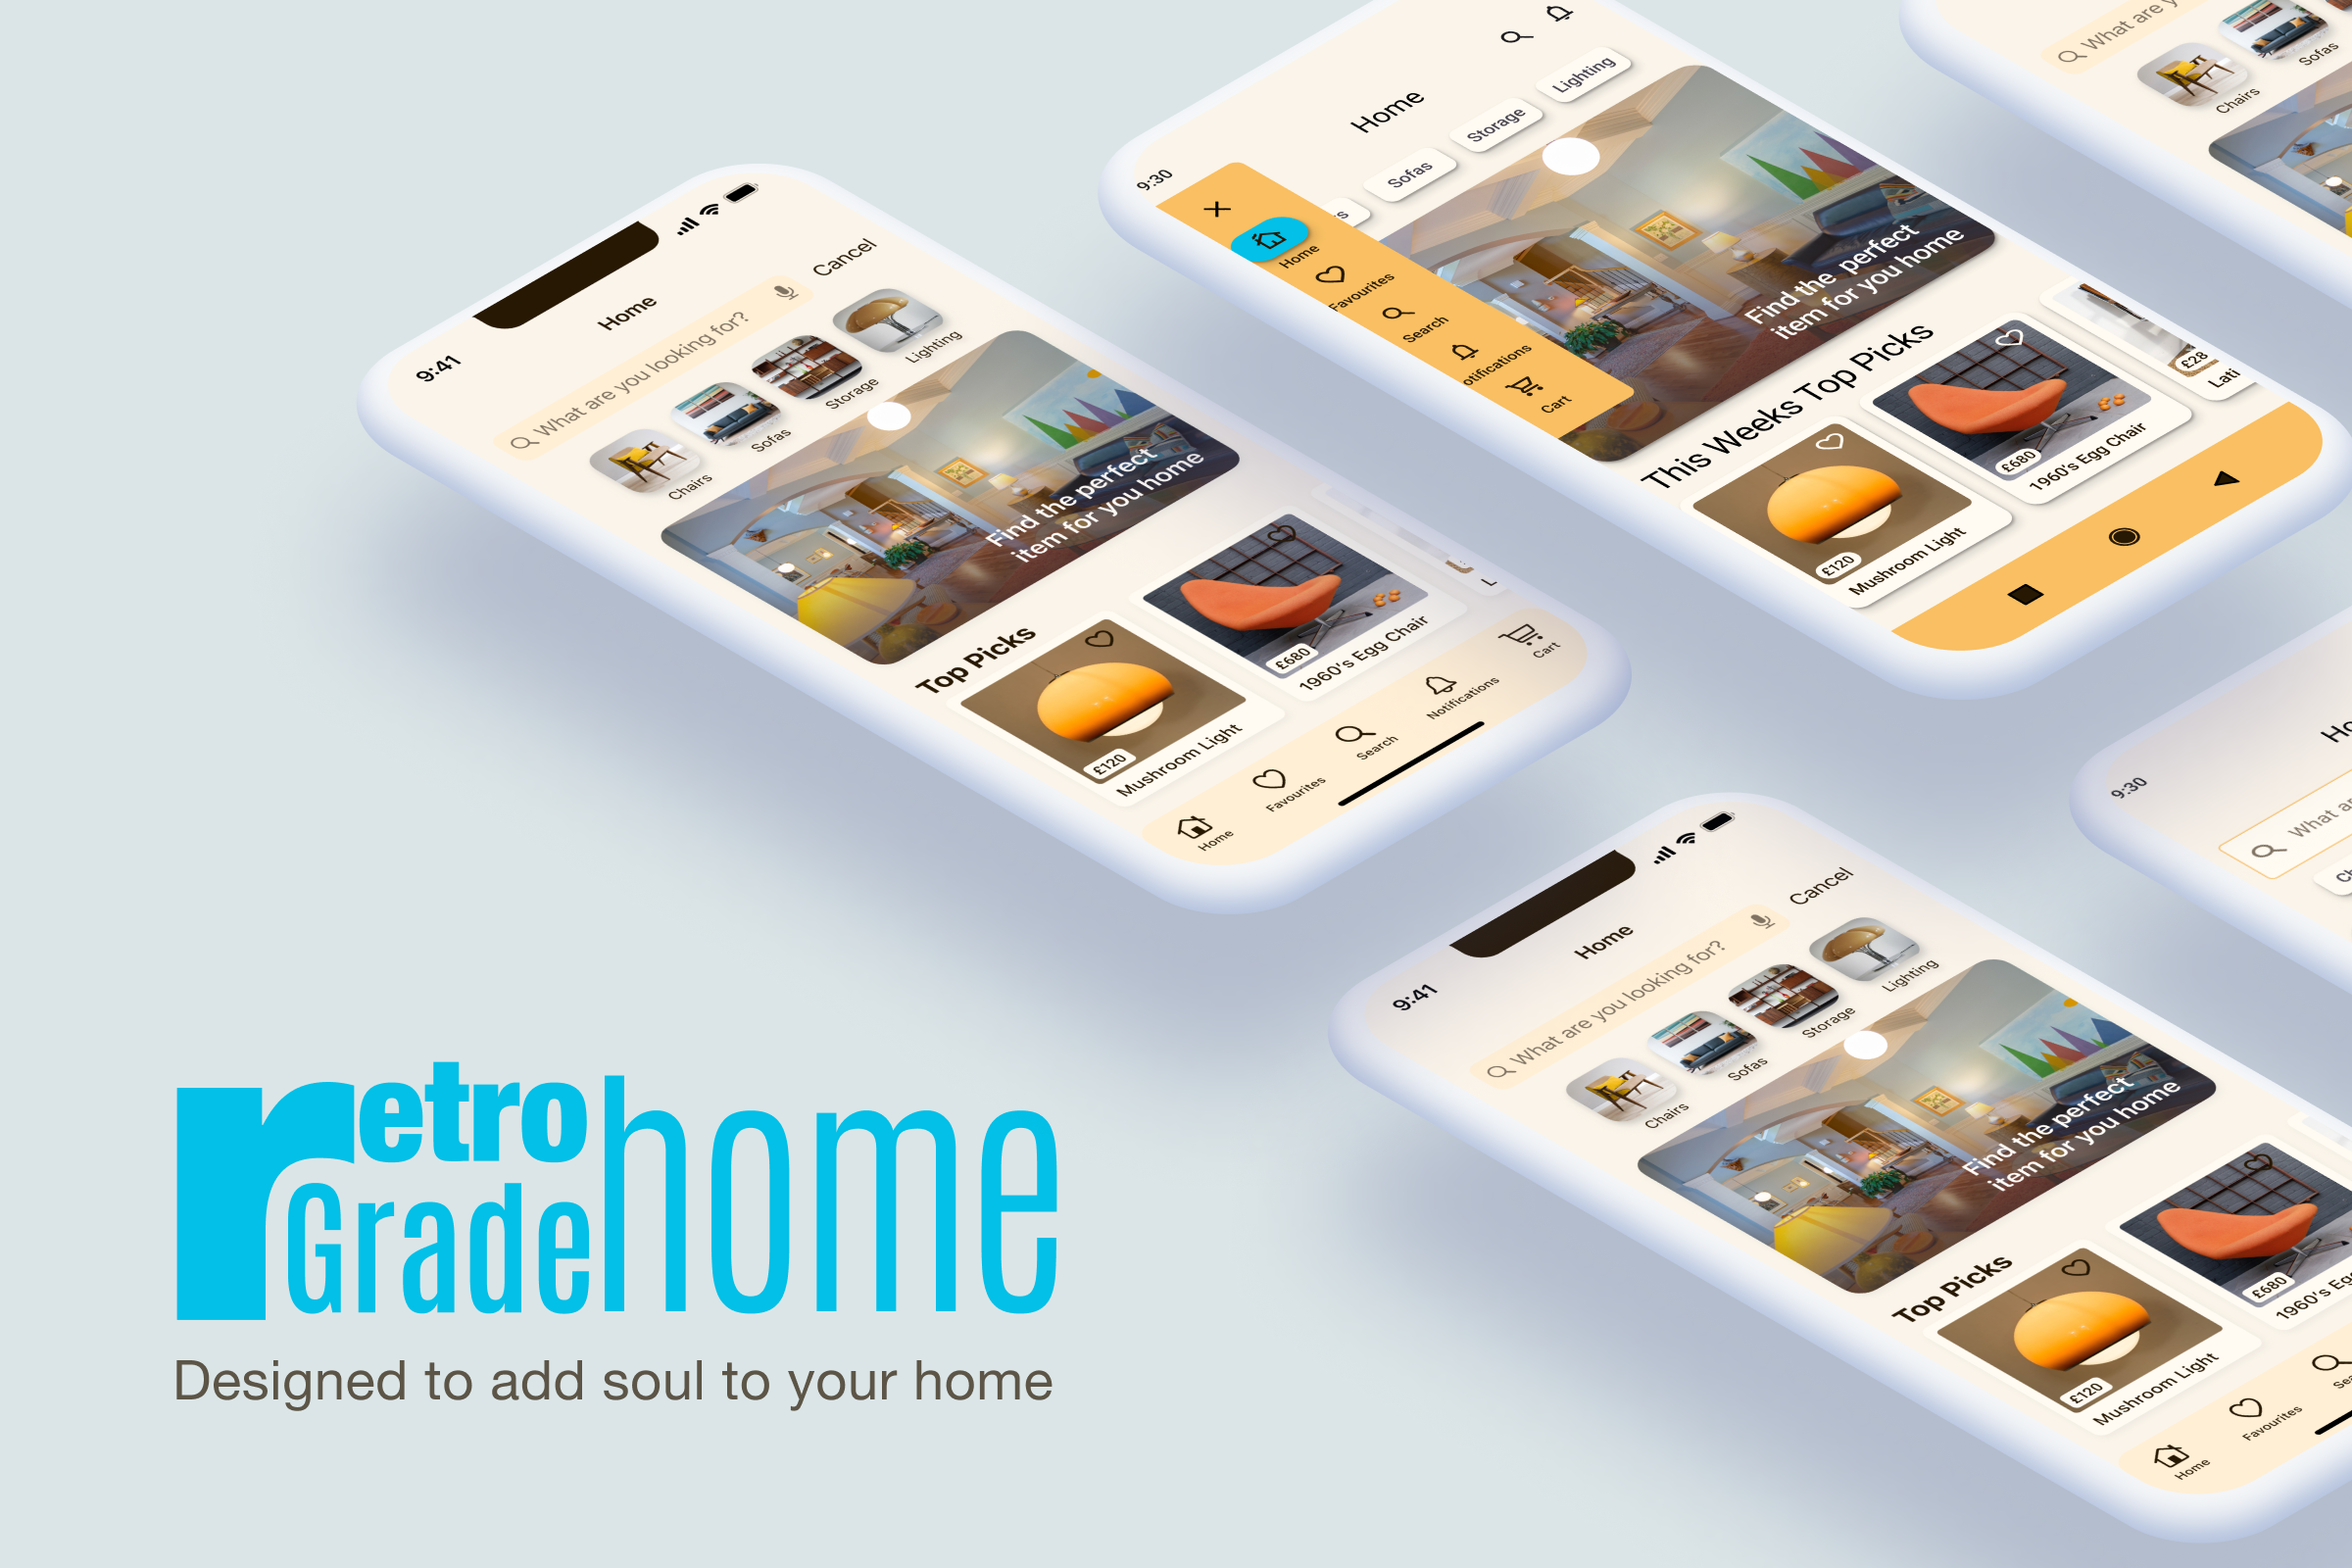 9:41
Home
What are you looking for?
Cancel
Chairs
Sofas
Storage
Lighting
Find the perfect
item for you home
Top Picks
£120
Mushroom Light
£680
1960's Egg Chair
L
Home
Favourites
Search
Notifications
Cart
9:30
Home
rs
Sofas
Storage
Lighting
Home
Favourites
Search
otifications
Cart
Find the perfect
item for you home
This Weeks Top Picks
£120
Mushroom Light
£680
1960's Egg Chair
£28
Lati
What are y
Chairs
Sofas
9:30
Ho
What ar
Ch
9:41
Home
What are you looking for?
Cancel
Chairs
Sofas
Storage
Lighting
Find the perfect
item for you home
Top Picks
£120
Mushroom Light
£680
1960's Eg
Home
Favourites
Sea
retro
Grade
home
Designed to add soul to your home